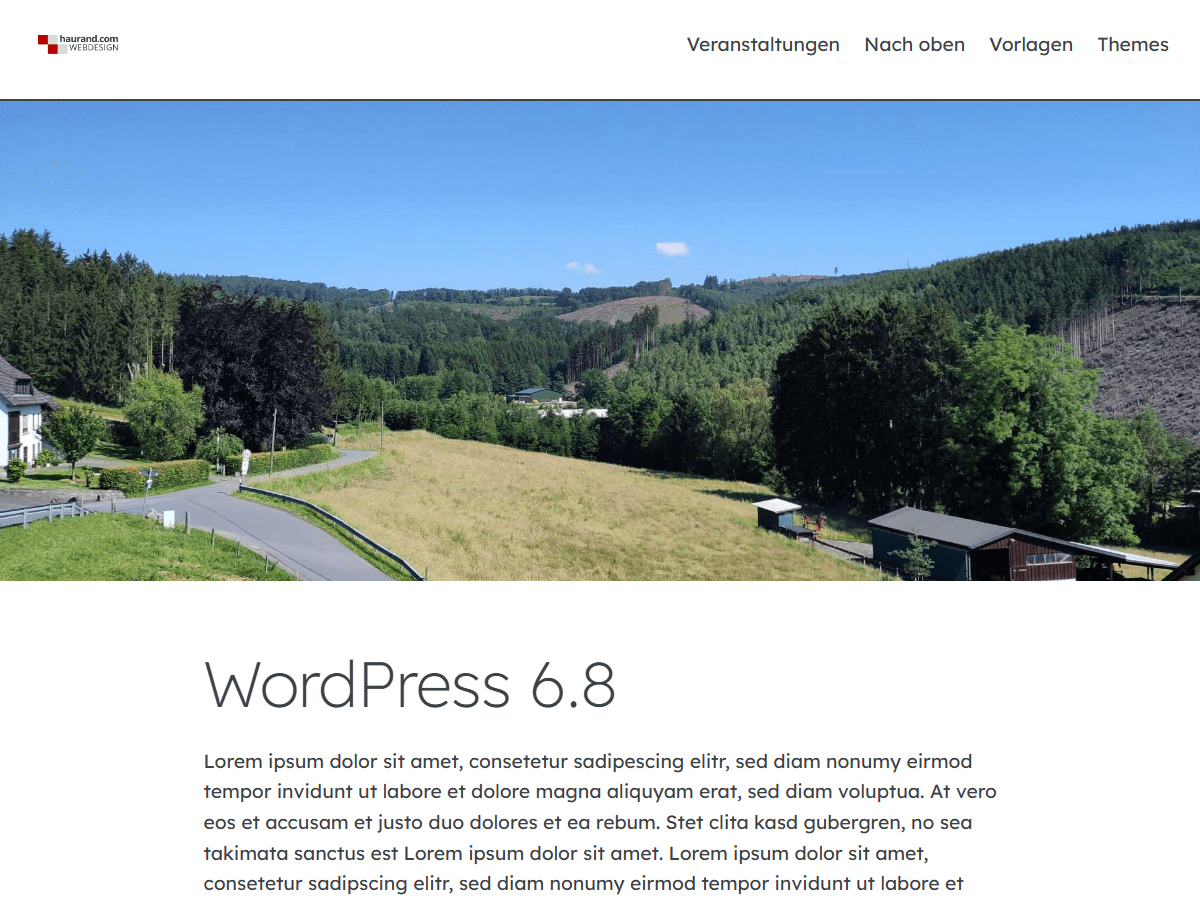 haurand.com
WEBDESIGN
Veranstaltungen Nach oben Vorlagen Themes
WordPress 6.8
Lorem ipsum dolor sit amet, consetetur sadipescing elitr, sed diam nonumy eirmod
tempor invidunt ut labore et dolore magna aliquyam erat, sed diam voluptua. At vero
eos et accusam et justo duo dolores et ea rebum. Stet clita kasd gubergren, no sea
takimata sanctus est Lorem ipsum dolor sit amet. Lorem ipsum dolor sit amet,
consetetur sadipscing elitr, sed diam nonumy eirmod tempor invidunt ut labore et